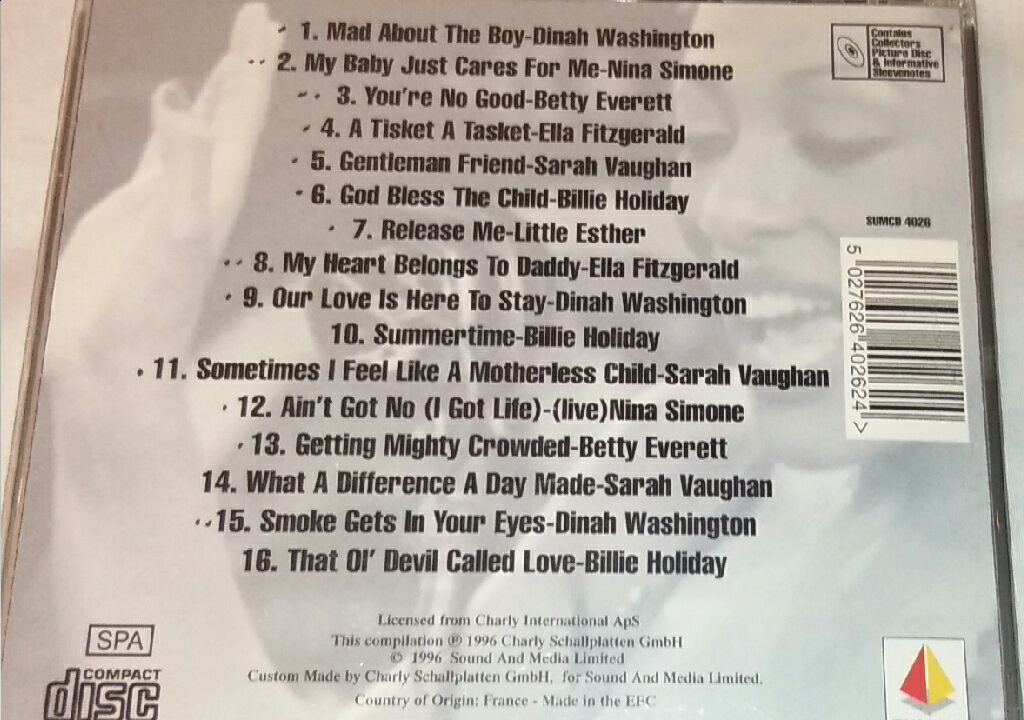 1. Mad About The Boy-Dinah Washington
2. My Baby Just Cares For Me-Nina Simone
3. You're No Good-Betty Everett
4. A Tisket A Tasket-Ella Fitzgerald
5. Gentleman Friend-Sarah Vaughan
6. God Bless The Child-Billie Holiday
7. Release Me-Little Esther
8. My Heart Belongs To Daddy-Ella Fitzgerald
9. Our Love Is Here To Stay-Dinah Washington
10. Summertime-Billie Holiday
11. Sometimes I Feel Like A Motherless Child-Sarah Vaughan
12. Ain't Got No (I Got Life)-(live)Nina Simone
13. Getting Mighty Crowded-Betty Everett
14. What A Difference A Day Made-Sarah Vaughan
15. Smoke Gets In Your Eyes-Dinah Washington
16. That Ol' Devil Called Love-Billie Holiday
Contains
Collectors
Picture Disc
& Informative
Sleevenotes
SUMCD 4026
5 027626 402624 >
Licensed from Charly International ApS
This compilation ℗ 1996 Charly Schallplatten GmbH
© 1996 Sound And Media Limited
Custom Made by Charly Schallplatten GmbH, for Sound And Media Limited.
Country of Origin: France - Made in the EEC
SPA
COMPACT
disc